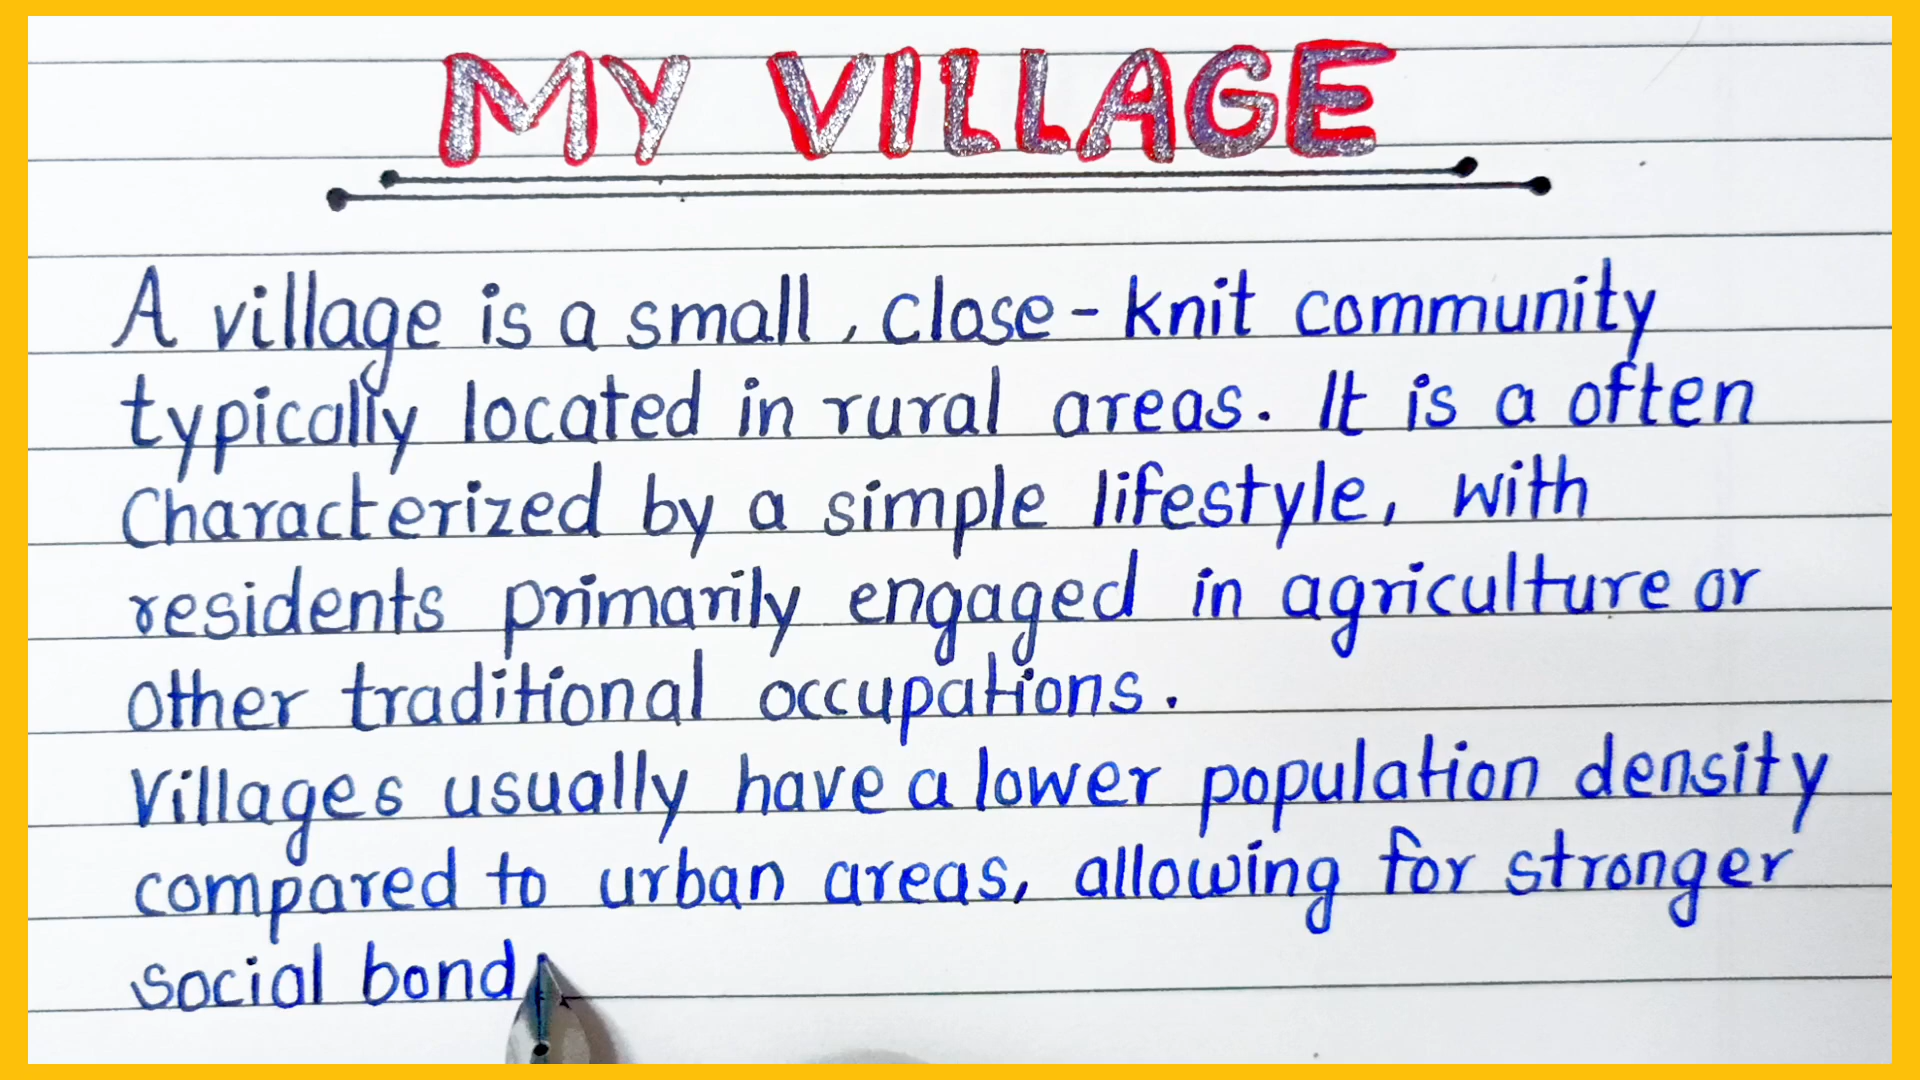 MY VILLAGE
A village is a small, close-knit community
typically located in rural areas. It is a often
Characterized by a simple lifestyle, with
residents primarily engaged in agriculture or
other traditional occupations.
Villages usually have a lower population density
compared to urban areas, allowing for stronger
social bond